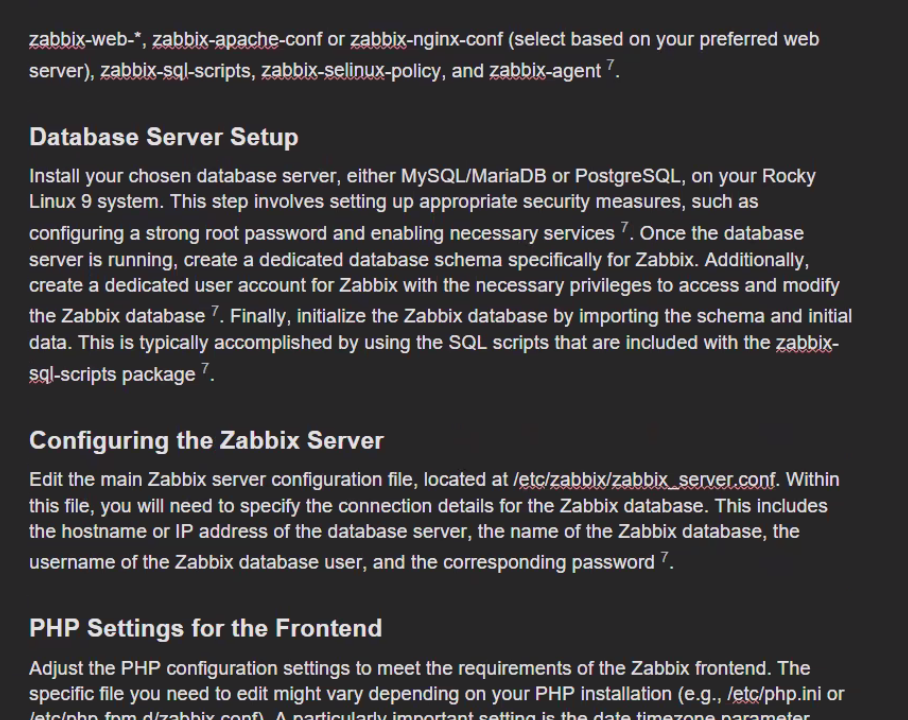 zabbix-web-*, zabbix-apache-conf or zabbix-nginx-conf (select based on your preferred web
server), zabbix-sql-scripts, zabbix-selinux-policy, and zabbix-agent 7.
Database Server Setup
Install your chosen database server, either MySQL/MariaDB or PostgreSQL, on your Rocky
Linux 9 system. This step involves setting up appropriate security measures, such as
configuring a strong root password and enabling necessary services 7. Once the database
server is running, create a dedicated database schema specifically for Zabbix. Additionally,
create a dedicated user account for Zabbix with the necessary privileges to access and modify
the Zabbix database 7. Finally, initialize the Zabbix database by importing the schema and initial
data. This is typically accomplished by using the SQL scripts that are included with the zabbix-
sql-scripts package 7.
Configuring the Zabbix Server
Edit the main Zabbix server configuration file, located at /etc/zabbix/zabbix_server.conf. Within
this file, you will need to specify the connection details for the Zabbix database. This includes
the hostname or IP address of the database server, the name of the Zabbix database, the
username of the Zabbix database user, and the corresponding password 7.
PHP Settings for the Frontend
Adjust the PHP configuration settings to meet the requirements of the Zabbix frontend. The
specific file you need to edit might vary depending on your PHP installation (e.g., /etc/php.ini or
/etc/php-fpm.d/zabbix.conf). A particularly important setting is the date.timezone parameter